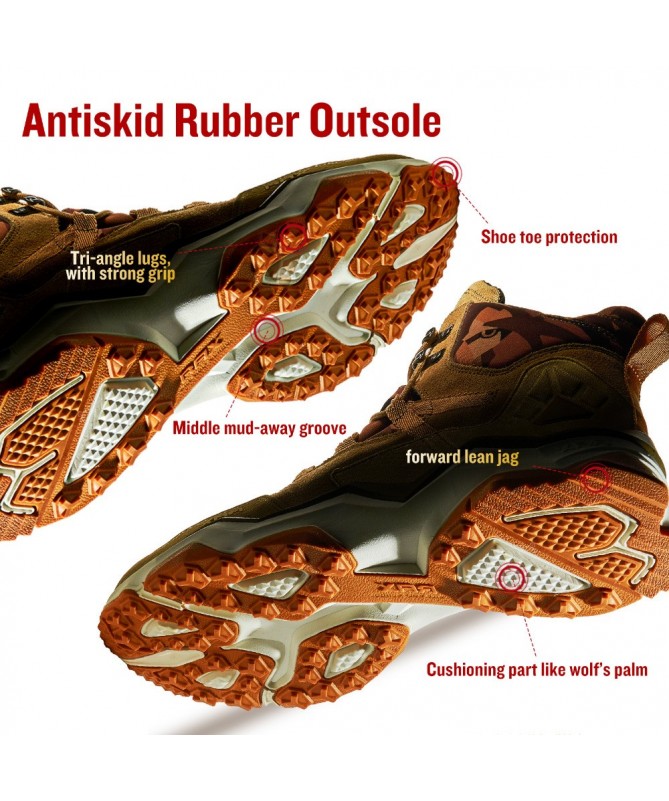 Antiskid Rubber Outsole
Shoe toe protection
Tri-angle lugs,
with strong grip
Middle mud-away groove
forward lean jag
Cushioning part like wolf's palm